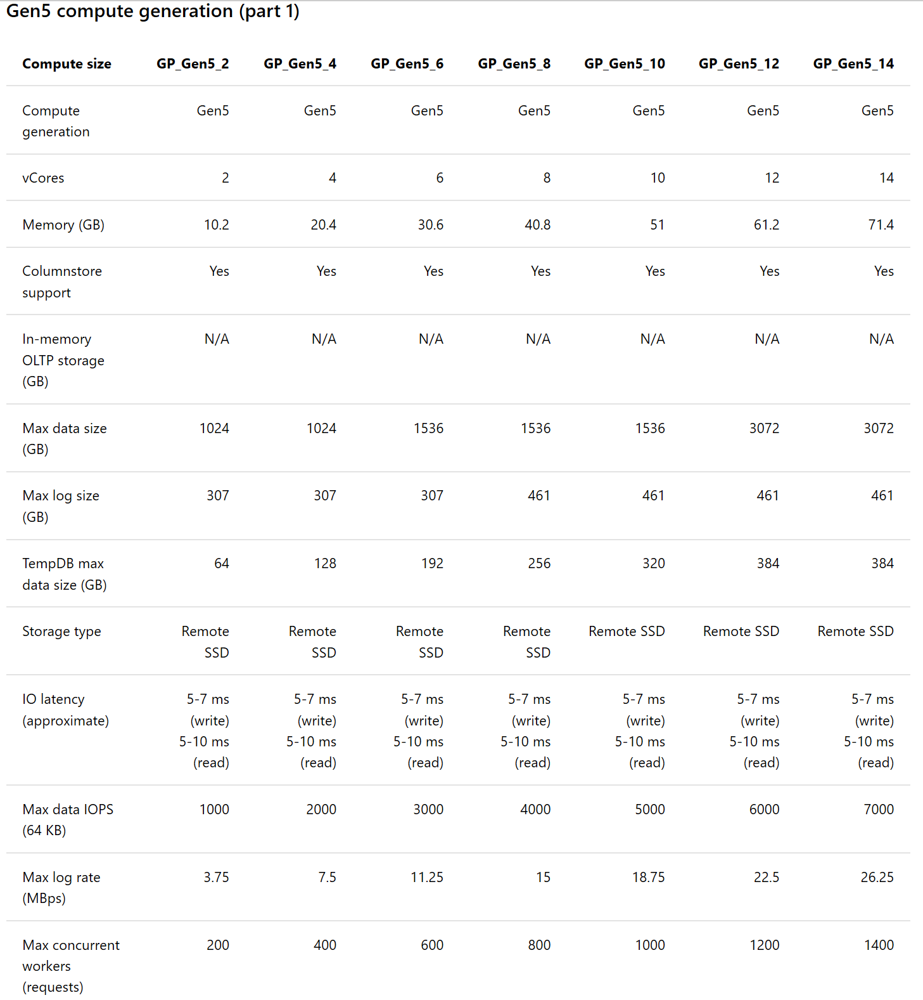 Gen5 compute generation (part 1)
Compute size GP_Gen5_2 GP_Gen5_4 GP_Gen5_6 GP_Gen5_8 GP_Gen5_10 GP_Gen5_12 GP_Gen5_14
Compute Gen5 Gen5 Gen5 Gen5 Gen5 Gen5 Gen5
generation
vCores 2 4 6 8 10 12 14
Memory (GB) 10.2 20.4 30.6 40.8 51 61.2 71.4
Columnstore Yes Yes Yes Yes Yes Yes Yes
support
In-memory N/A N/A N/A N/A N/A N/A N/A
OLTP storage
(GB)
Max data size 1024 1024 1536 1536 1536 3072 3072
(GB)
Max log size 307 307 307 461 461 461 461
(GB)
TempDB max 64 128 192 256 320 384 384
data size (GB)
Storage type Remote Remote Remote Remote Remote SSD Remote SSD Remote SSD
SSD SSD SSD SSD
IO latency 5-7 ms 5-7 ms 5-7 ms 5-7 ms 5-7 ms 5-7 ms 5-7 ms
(approximate) (write) (write) (write) (write) (write) (write) (write)
5-10 ms 5-10 ms 5-10 ms 5-10 ms 5-10 ms 5-10 ms 5-10 ms
(read) (read) (read) (read) (read) (read) (read)
Max data IOPS 1000 2000 3000 4000 5000 6000 7000
(64 KB)
Max log rate 3.75 7.5 11.25 15 18.75 22.5 26.25
(MBps)
Max concurrent 200 400 600 800 1000 1200 1400
workers
(requests)